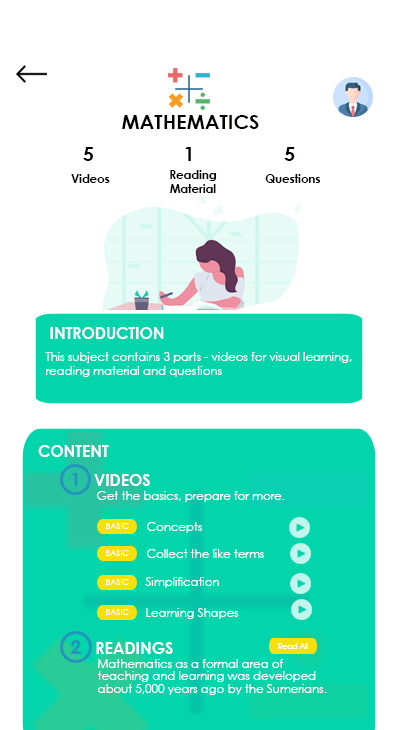 MATHEMATICS
5
1
5
Videos
Reading
Material
Questions
INTRODUCTION
This subject contains 3 parts - videos for visual learning,
reading material and questions
CONTENT
1
VIDEOS
Get the basics, prepare for more.
BASIC Concepts
BASIC Collect the like terms
BASIC Simplification
BASIC Learning Shapes
2
READINGS
Read All
Mathematics as a formal area of
teaching and learning was developed
about 5,000 years ago by the Sumerians.